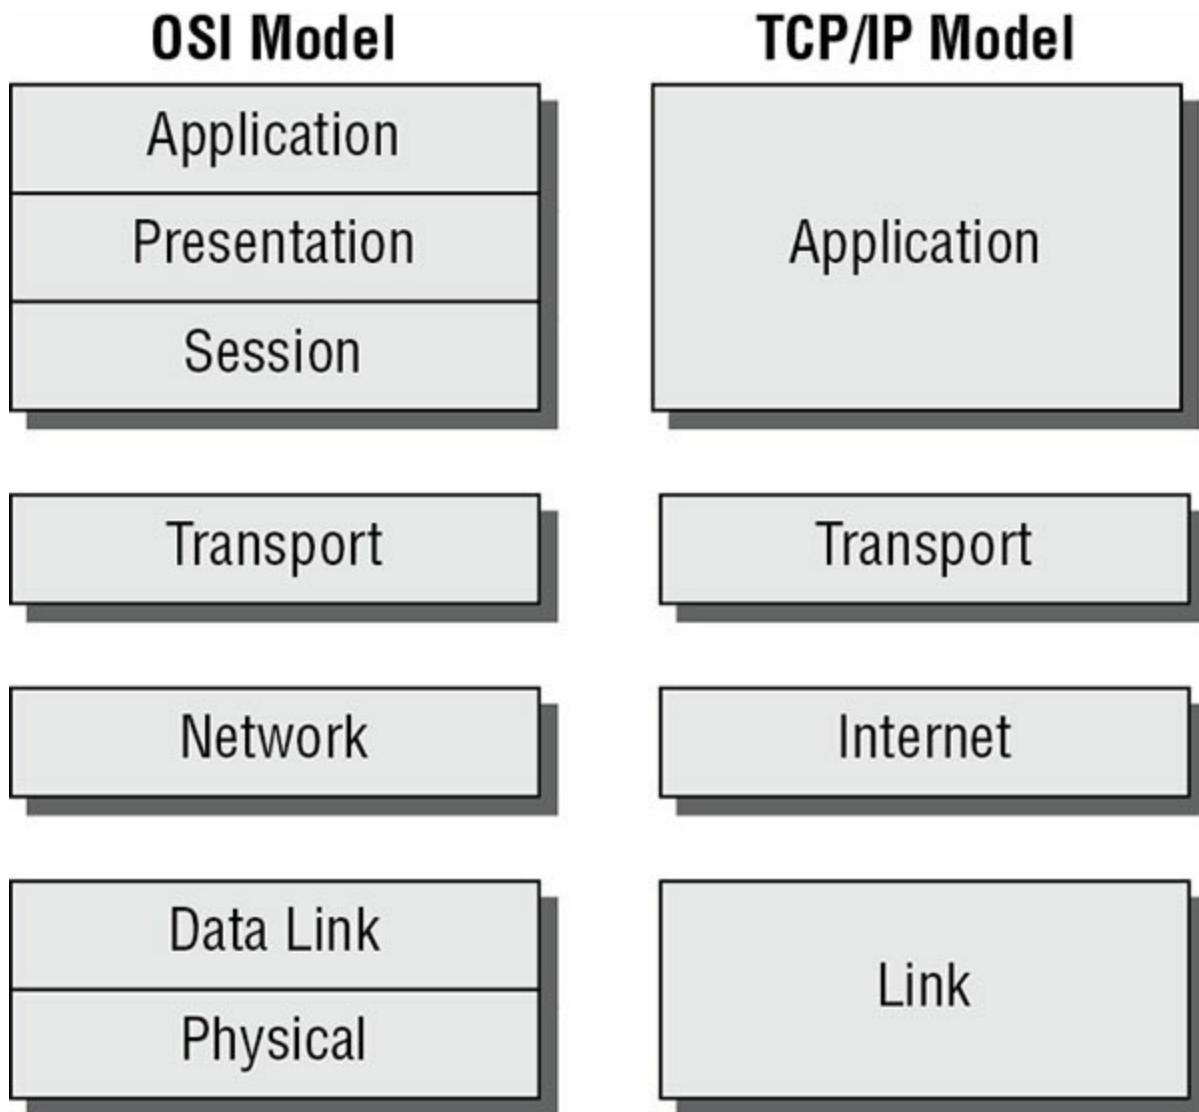 OSI Model
TCP/IP Model
Application
Presentation
Session
Application
Transport
Transport
Network
Internet
Data Link
Physical
Link